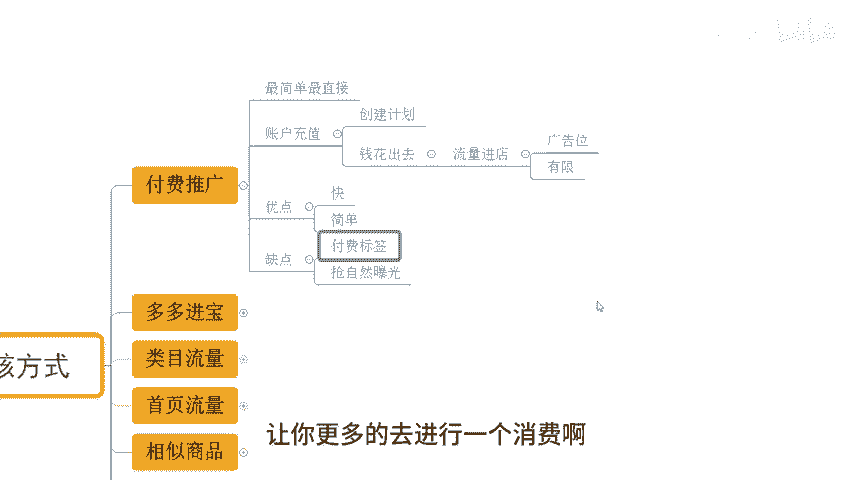 最简单最直接
创建计划
账户充值
广告位
钱花出去 流量进店
有限
付费推广
快
优点
简单
付费标签
缺点
抢自然曝光
多多进宝
类目流量
方式
首页流量
让你更多的去进行一个消费啊
相似商品